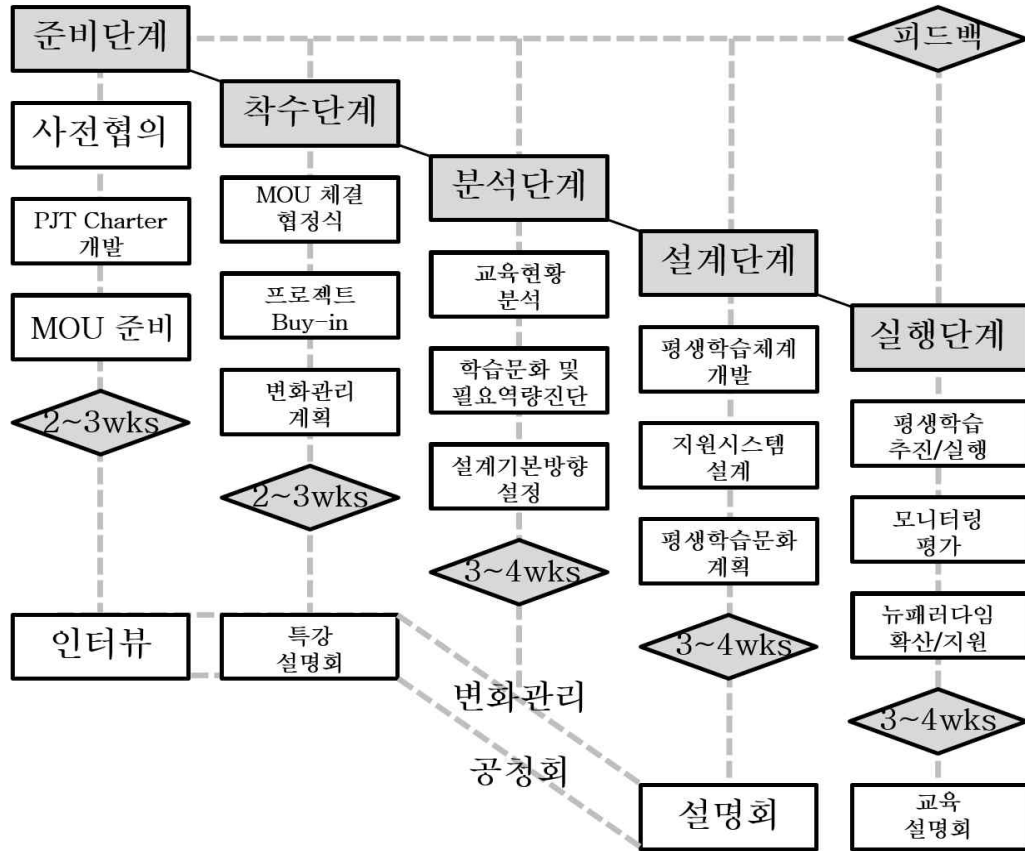 준비단계
사전협의
PJT Charter
개발
MOU 준비
2~3wks
인터뷰
착수단계
MOU 체결
협정식
프로젝트
Buy-in
변화관리
계획
2~3wks
특강
설명회
분석단계
교육현황
분석
학습문화 및
필요역량진단
설계기본방향
설정
3~4wks
변화관리
공청회
설계단계
평생학습체계
개발
지원시스템
설계
평생학습문화
계획
3~4wks
설명회
피드백
실행단계
평생학습
추진/실행
모니터링
평가
뉴패러다임
확산/지원
3~4wks
교육
설명회